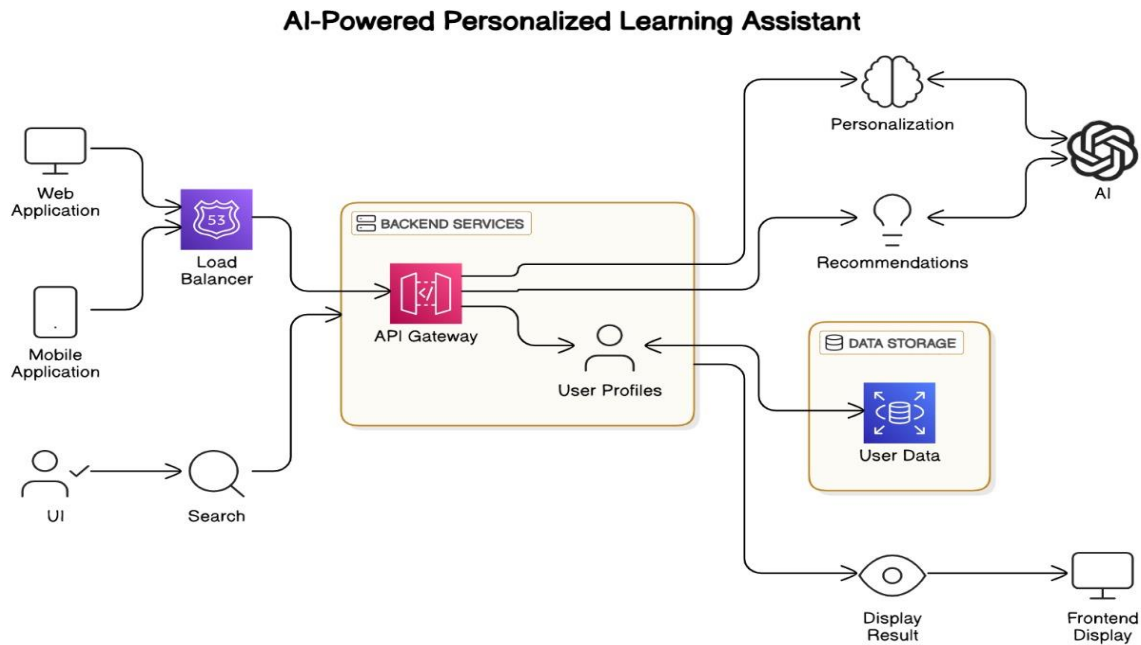 AI-Powered Personalized Learning Assistant
Personalization
AI
Web
Application
53
Load
Balancer
BACKEND SERVICES
Recommendations
</>
API Gateway
Mobile
Application
User Profiles
DATA STORAGE
User Data
UI
Search
Display
Result
Frontend
Display